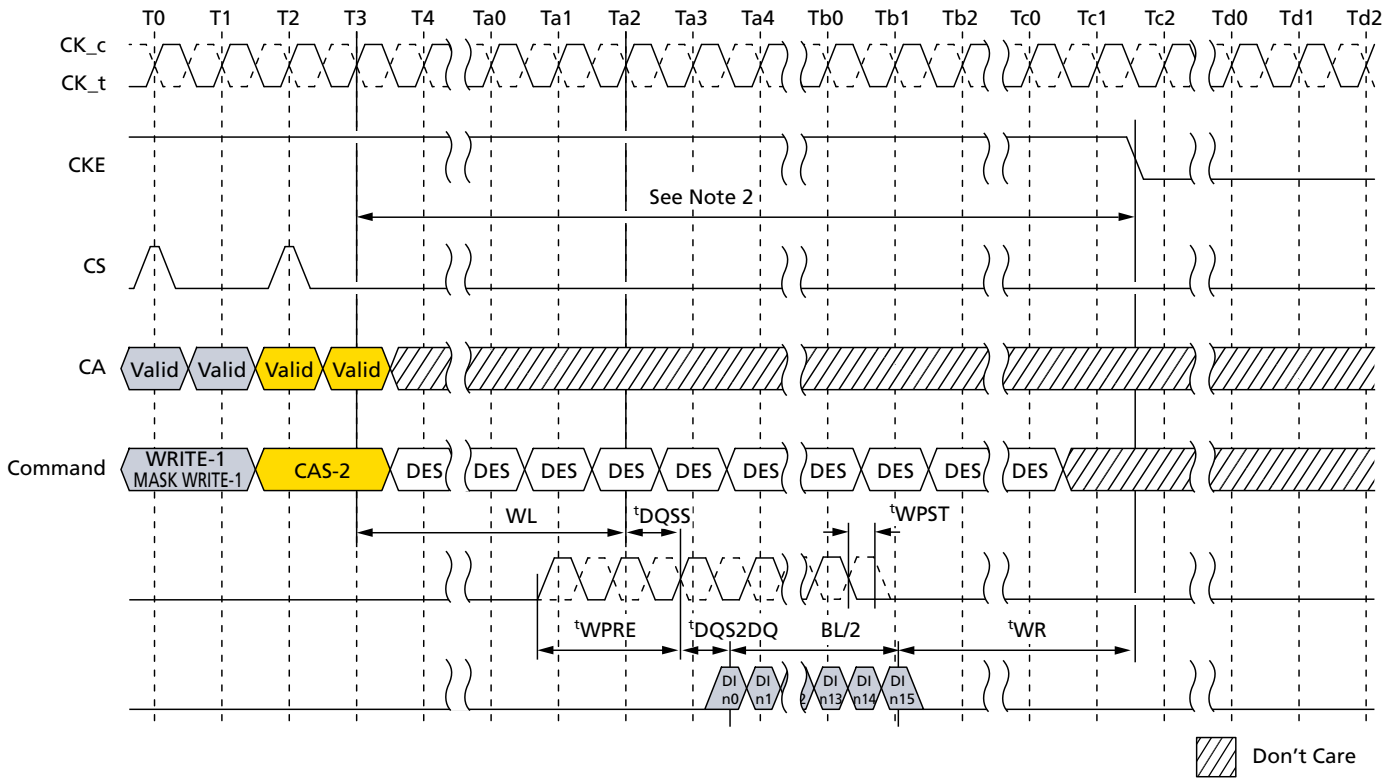 T0 T1 T2 T3 T4 Ta0 Ta1 Ta2 Ta3 Ta4 Tb0 Tb1 Tb2 Tc0 Tc1 Tc2 Td0 Td1 Td2
CK_c
CK_t
CKE
See Note 2
CS
CA Valid Valid Valid Valid
Command WRITE-1 MASK WRITE-1 CAS-2 DES DES DES DES DES DES DES DES DES DES
WL tDQSS tWPST
tWPRE tDQS2DQ BL/2 tWR
DI n0 DI n1 2 DI n13 DI n14 DI n15
Don't Care